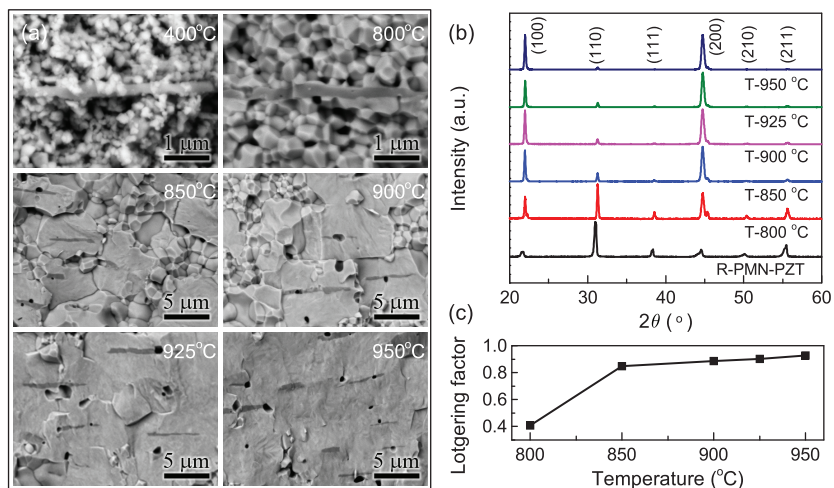 (a)
400°C
1 μm
800°C
1 μm
850°C
5 μm
900°C
5 μm
925°C
5 μm
950°C
5 μm
(b)
(100)
(110)
(111)
(200)
(210)
(211)
T-950 °C
T-925 °C
T-900 °C
T-850 °C
T-800 °C
R-PMN-PZT
Intensity (a.u.)
20 30 40 50 60
2θ (°)
(c)
Lotgering factor
1.0
0.8
0.6
0.4
800 850 900 950
Temperature (°C)